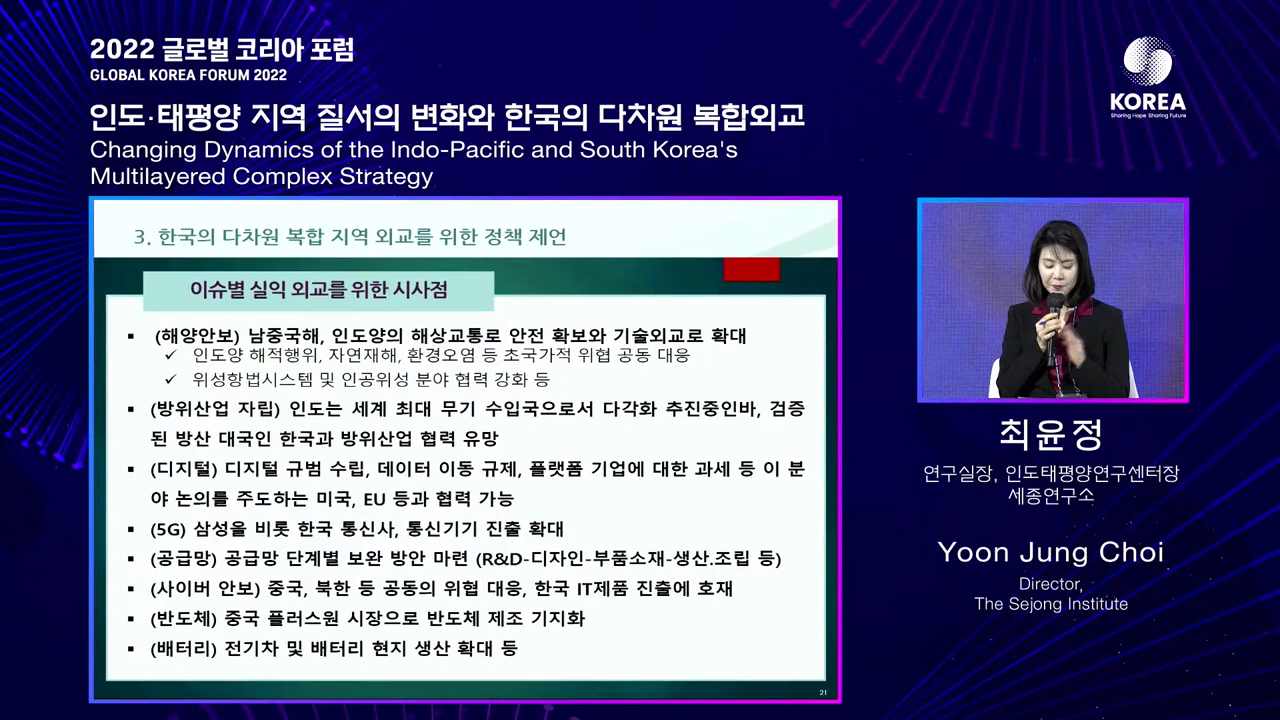 2022 글로벌 코리아 포럼
GLOBAL KOREA FORUM 2022
인도·태평양 지역 질서의 변화와 한국의 다차원 복합외교
Changing Dynamics of the Indo-Pacific and South Korea's
Multilayered Complex Strategy
KOREA
Sharing Hope Sharing Future
3. 한국의 다차원 복합 지역 외교를 위한 정책 제언
이슈별 실익 외교를 위한 시사점
▪ (해양안보) 남중국해, 인도양의 해상교통로 안전 확보와 기술외교로 확대
✓ 인도양 해적행위, 자연재해, 환경오염 등 초국가적 위협 공동 대응
✓ 위성항법시스템 및 인공위성 분야 협력 강화 등
▪ (방위산업 자립) 인도는 세계 최대 무기 수입국으로서 다각화 추진중인바, 검증
된 방산 대국인 한국과 방위산업 협력 유망
▪ (디지털) 디지털 규범 수립, 데이터 이동 규제, 플랫폼 기업에 대한 과세 등 이 분
야 논의를 주도하는 미국, EU 등과 협력 가능
▪ (5G) 삼성을 비롯 한국 통신사, 통신기기 진출 확대
▪ (공급망) 공급망 단계별 보완 방안 마련 (R&D-디자인-부품소재-생산.조립 등)
▪ (사이버 안보) 중국, 북한 등 공동의 위협 대응, 한국 IT제품 진출에 호재
▪ (반도체) 중국 플러스원 시장으로 반도체 제조 기지화
▪ (배터리) 전기차 및 배터리 현지 생산 확대 등
21
최윤정
연구실장, 인도태평양연구센터장
세종연구소
Yoon Jung Choi
Director,
The Sejong Institute